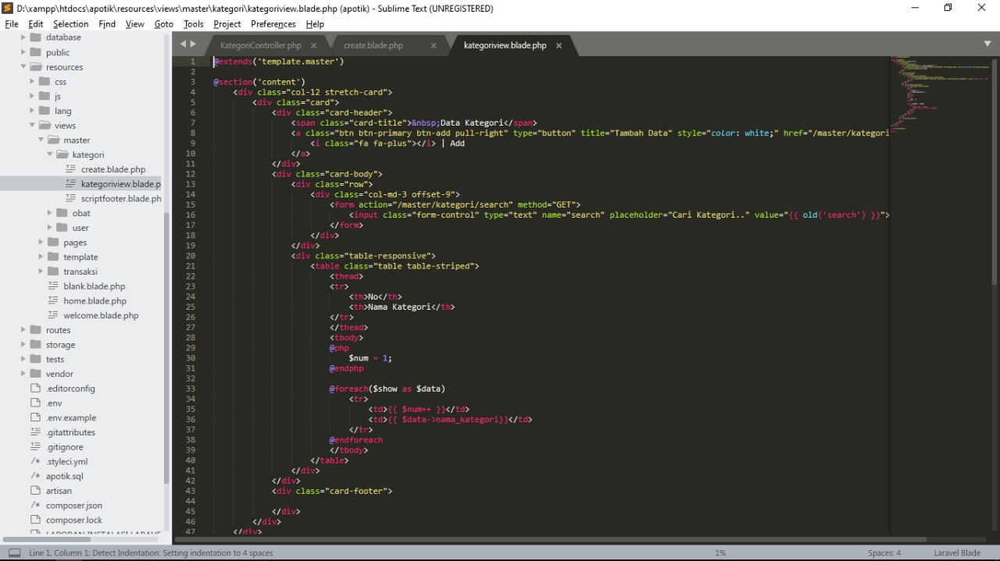 D:\xampp\htdocs\apotik\resources\views\master\kategori\kategoriview.blade.php (apotik) - Sublime Text (UNREGISTERED)
File Edit Selection Find View Goto Tools Project Preferences Help
database
public
resources
css
js
lang
views
master
kategori
create.blade.php
kategoriview.blade.p
scriptfooter.blade.ph
obat
user
pages
template
transaksi
blank.blade.php
home.blade.php
welcome.blade.php
routes
storage
tests
vendor
.editorconfig
.env
.env.example
.gitattributes
.gitignore
.styleci.yml
apotik.sql
artisan
composer.json
composer.lock
KategoriController.php create.blade.php kategoriview.blade.php
1 @extends('template.master')
2
3 @section('content')
4 <div class="col-12 stretch-card">
5 <div class="card">
6 <div class="card-header">
7 <span class="card-title">&nbsp;Data Kategori</span>
8 <a class="btn btn-primary btn-add pull-right" type="button" title="Tambah Data" style="color: white;" href="/master/kategori
9 <i class="fa fa-plus"></i> | Add
10 </a>
11 </div>
12 <div class="card-body">
13 <div class="row">
14 <div class="col-md-3 offset-9">
15 <form action="/master/kategori/search" method="GET">
16 <input class="form-control" type="text" name="search" placeholder="Cari Kategori.." value="{{ old('search') }}">
17 </form>
18 </div>
19 </div>
20 <div class="table-responsive">
21 <table class="table table-striped">
22 <thead>
23 <tr>
24 <th>No</th>
25 <th>Nama Kategori</th>
26 </tr>
27 </thead>
28 <tbody>
29 @php
30 $num = 1;
31 @endphp
32
33 @foreach($show as $data)
34 <tr>
35 <td>{{ $num++ }}</td>
36 <td>{{ $data->nama_kategori}}</td>
37 </tr>
38 @endforeach
39 </tbody>
40 </table>
41 </div>
42 </div>
43 <div class="card-footer">
44
45 </div>
46 </div>
47 </div>
Line 1, Column 1; Detect Indentation: Setting indentation to 4 spaces 1% Spaces: 4 Laravel Blade